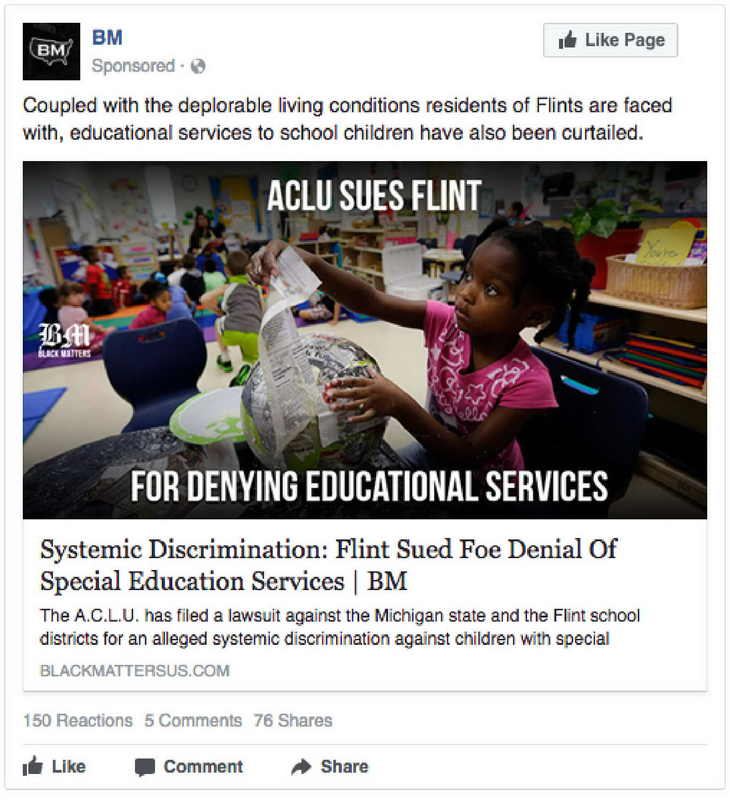 BM
BM
Like Page
Sponsored ·
Coupled with the deplorable living conditions residents of Flints are faced
with, educational services to school children have also been curtailed.
ACLU SUES FLINT
You're
BM
BLACK MATTERS
FOR DENYING EDUCATIONAL SERVICES
Systemic Discrimination: Flint Sued Foe Denial Of
Special Education Services | BM
The A.C.L.U. has filed a lawsuit against the Michigan state and the Flint school
districts for an alleged systemic discrimination against children with special
BLACKMATTERSUS.COM
150 Reactions 5 Comments 76 Shares
Like Comment Share